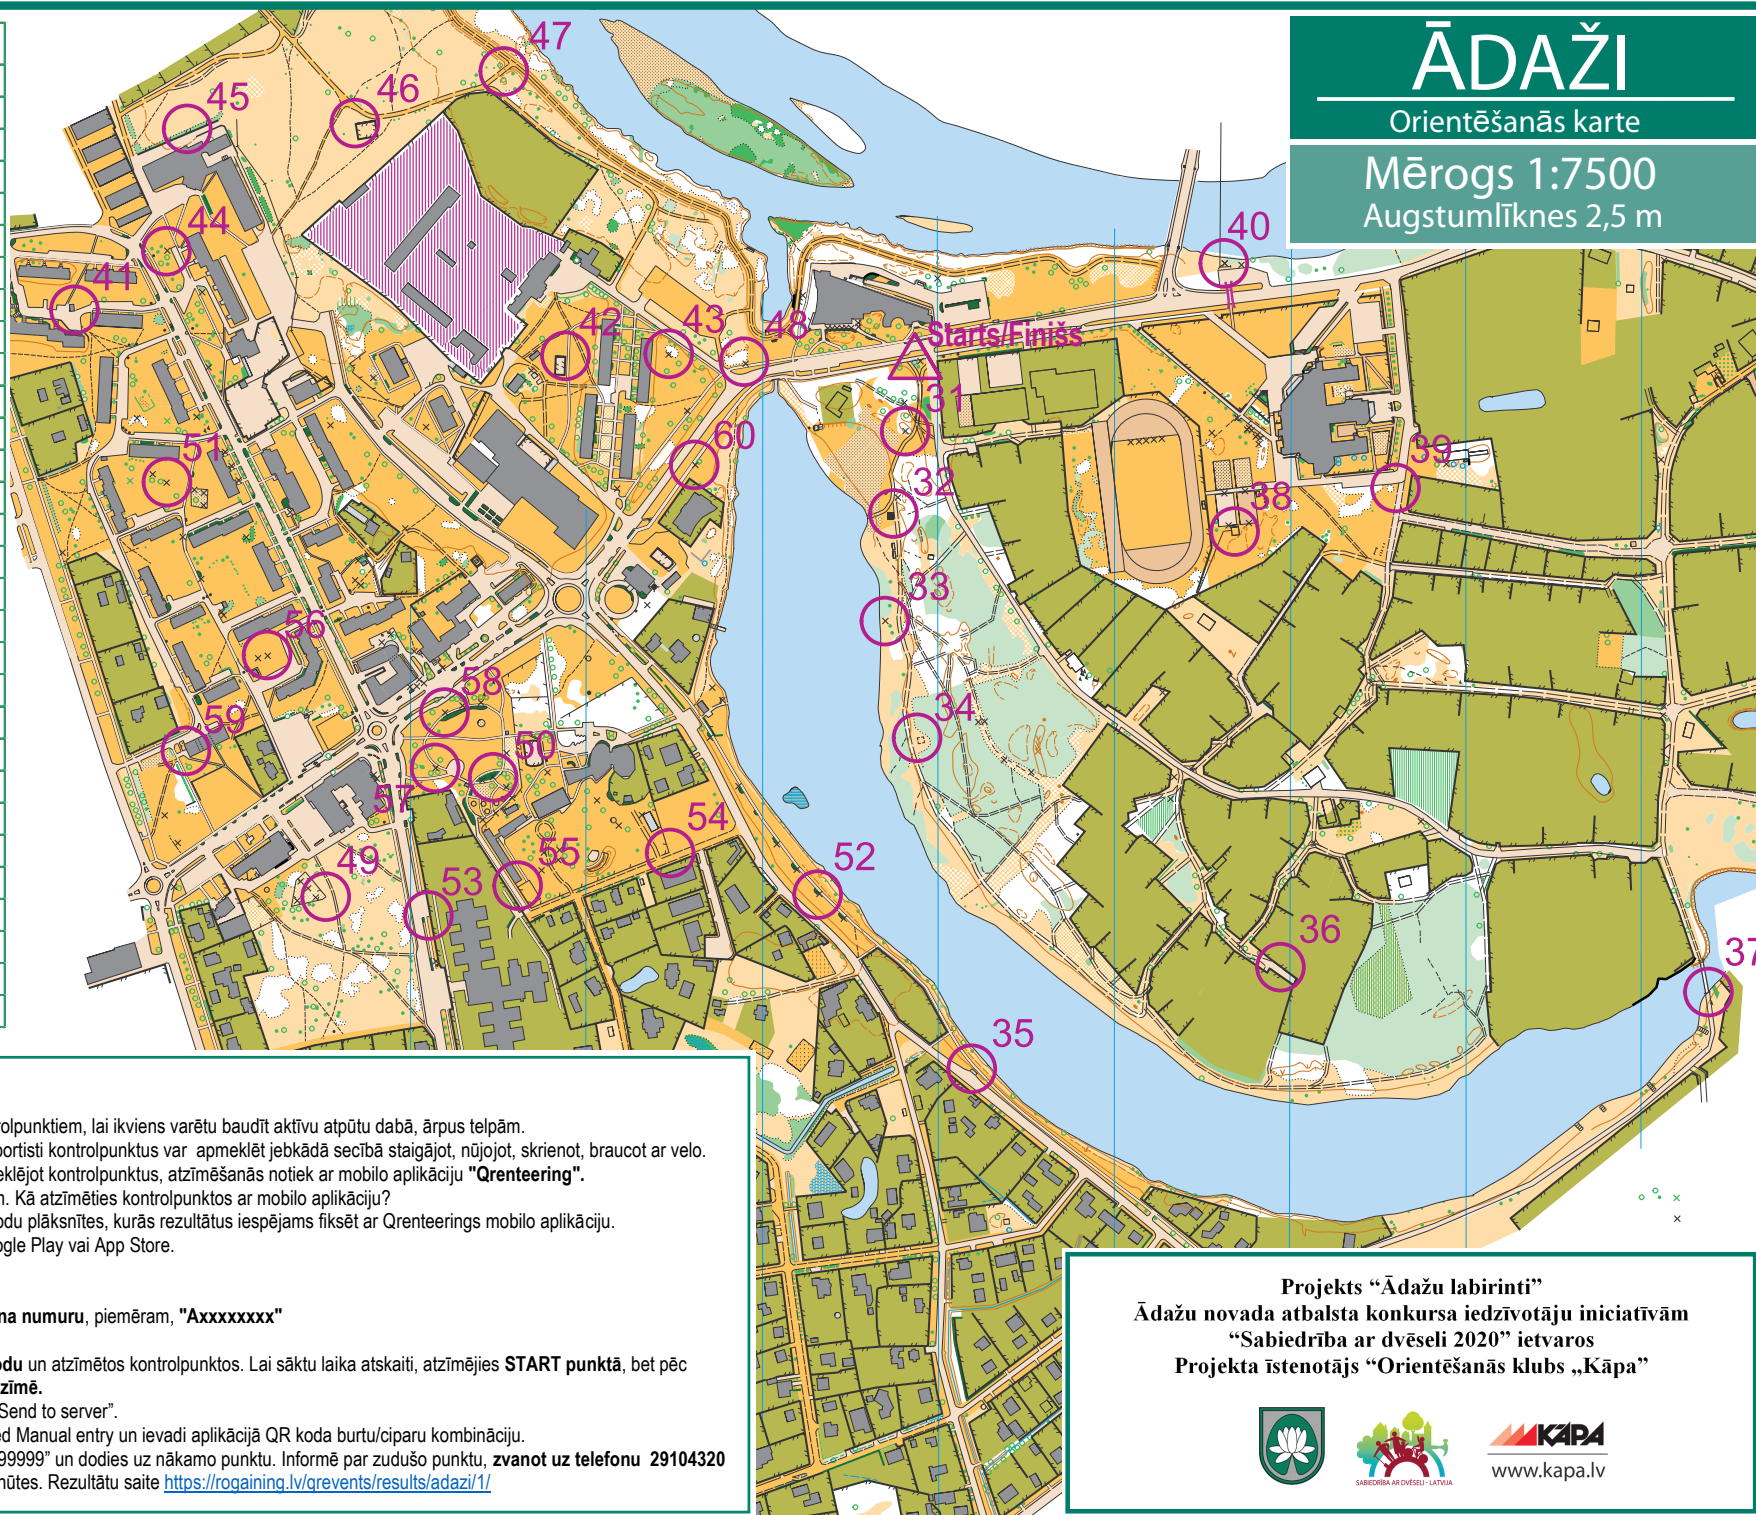 ĀDAŽI
Orientēšanās karte
Mērogs 1:7500
Augstumlīknes 2,5 m
47
45
46
44
40
41
42
43
48
Starts/Finišs
31
60
51
32
39
38
33
56
58
34
59
50
57
54
55
52
49
53
36
37
35
rolpunktiem, lai ikviens varētu baudīt aktīvu atpūtu dabā, ārpus telpām.
portisti kontrolpunktus var apmeklēt jebkādā secībā staigājot, nūjojot, skrienot, braucot ar velo.
eklējot kontrolpunktus, atzīmēšanās notiek ar mobilo aplikāciju "Qrenteering".
n. Kā atzīmēties kontrolpunktos ar mobilo aplikāciju?
odu plāksnītes, kurās rezultātus iespējams fiksēt ar Qrenteerings mobilo aplikāciju.
ogle Play vai App Store.
na numuru, piemēram, "Axxxxxxxx"
odu un atzīmētos kontrolpunktos. Lai sāktu laika atskaiti, atzīmējies START punktā, bet pēc
zīmē.
Send to server”.
ed Manual entry un ievadi aplikācijā QR koda burtu/ciparu kombināciju.
99999” un dodies uz nākamo punktu. Informē par zudušo punktu, zvanot uz telefonu 29104320
nūtes. Rezultātu saite https://rogaining.lv/qrevents/results/adazi/1/
Projekts “Ādažu labirinti”
Ādažu novada atbalsta konkursa iedzīvotāju iniciatīvām
“Sabiedrība ar dvēseli 2020” ietvaros
Projekta īstenotājs “Orientēšanās klubs „Kāpa”
SABIEDRĪBA AR DVĒSELI - LATVIJA
KĀPA
www.kapa.lv